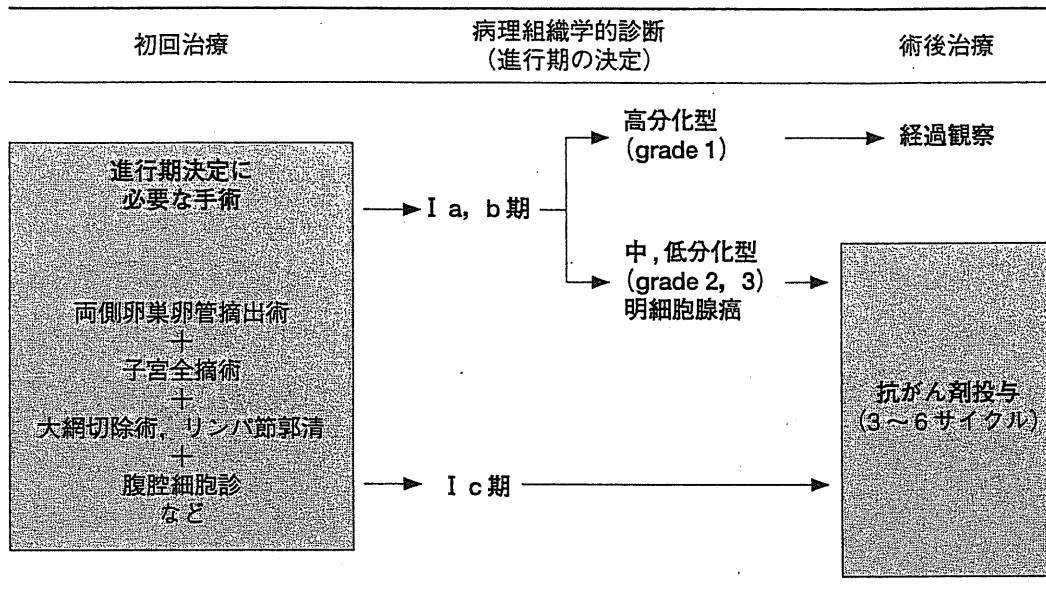 初回治療
病理組織学的診断
(進行期の決定)
術後治療
進行期決定に
必要な手術
両側卵巣卵管摘出術
＋
子宮全摘術
＋
大網切除術，リンパ節郭清
＋
腹腔細胞診
など
Ⅰ a，b 期
高分化型
(grade 1)
経過観察
中，低分化型
(grade 2，3)
明細胞腺癌
Ⅰ c 期
抗がん剤投与
(3～6 サイクル)